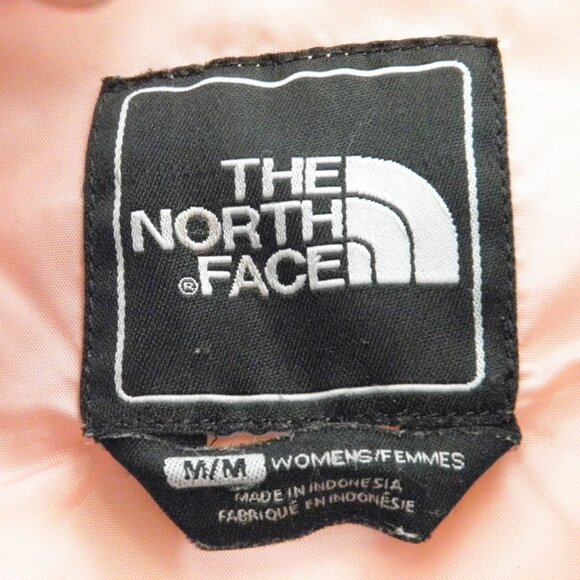 THE
NORTH
®FACE
M/M WOMENS/FEMMES
MADE IN INDONESIA
FABRIQUÉ EN INDONÉSIE